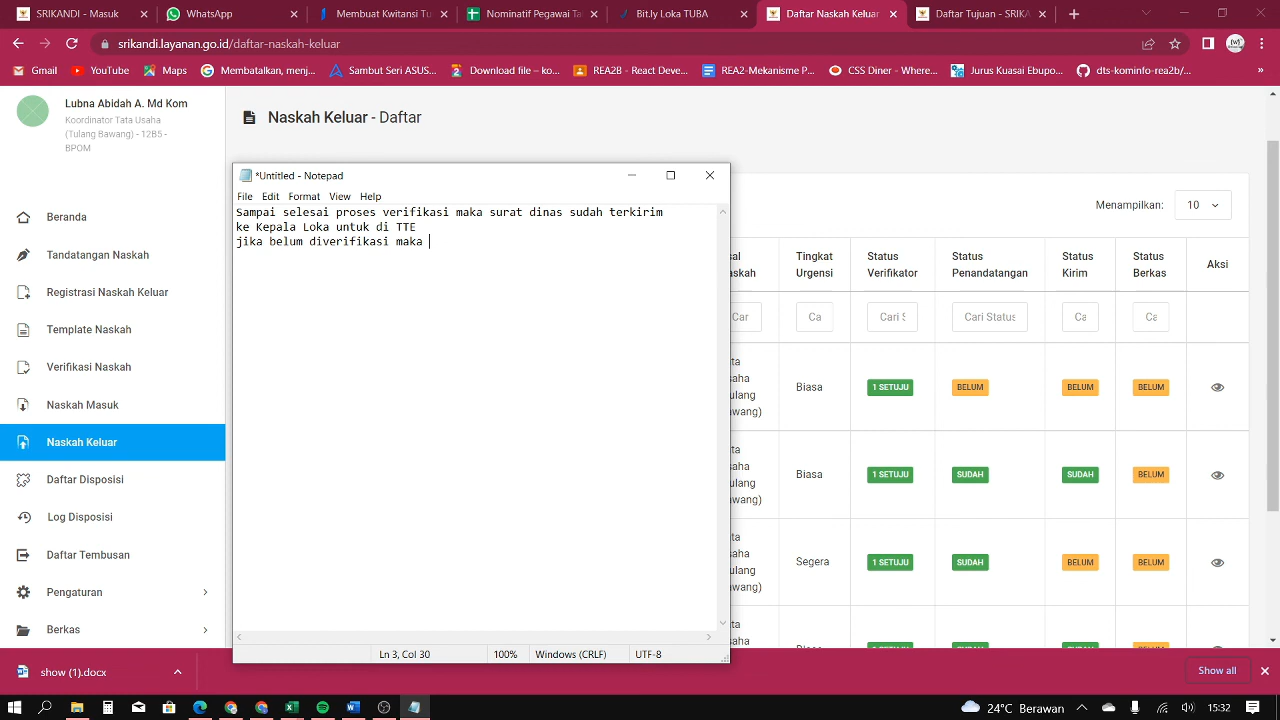 SRIKANDI - Masuk
WhatsApp
Membuat Kwitansi Tu
Nominatif Pegawai Ta
Bit.ly Loka TUBA
Daftar Naskah Keluar
Daftar Tujuan - SRIKA
srikandi.layanan.go.id/daftar-naskah-keluar
Gmail
YouTube
Maps
Membatalkan, menj...
Sambut Seri ASUS...
Download file – ko...
REA2B - React Deve...
REA2-Mekanisme P...
CSS Diner - Where...
Jurus Kuasai Ebupo...
dts-kominfo-rea2b/...
»
Lubna Abidah A. Md Kom
Koordinator Tata Usaha
(Tulang Bawang) - 12B5 -
BPOM
Beranda
Tandatangan Naskah
Registrasi Naskah Keluar
Template Naskah
Verifikasi Naskah
Naskah Masuk
Naskah Keluar
Daftar Disposisi
Log Disposisi
Daftar Tembusan
Pengaturan
Berkas
Naskah Keluar - Daftar
*Untitled - Notepad
File Edit Format View Help
Sampai selesai proses verifikasi maka surat dinas sudah terkirim
ke Kepala Loka untuk di TTE
jika belum diverifikasi maka
Ln 3, Col 30
100%
Windows (CRLF)
UTF-8
Menampilkan:
10
Tingkat Urgensi
Status Verifikator
Status Penandatangan
Status Kirim
Status Berkas
Aksi
Car
Ca
Cari S
Cari Status
Ca
Ca
Biasa
1 SETUJU
BELUM
BELUM
BELUM
Biasa
1 SETUJU
SUDAH
SUDAH
BELUM
Segera
1 SETUJU
SUDAH
BELUM
BELUM
ulang
awang)
show (1).docx
Show all
24°C Berawan
15:32